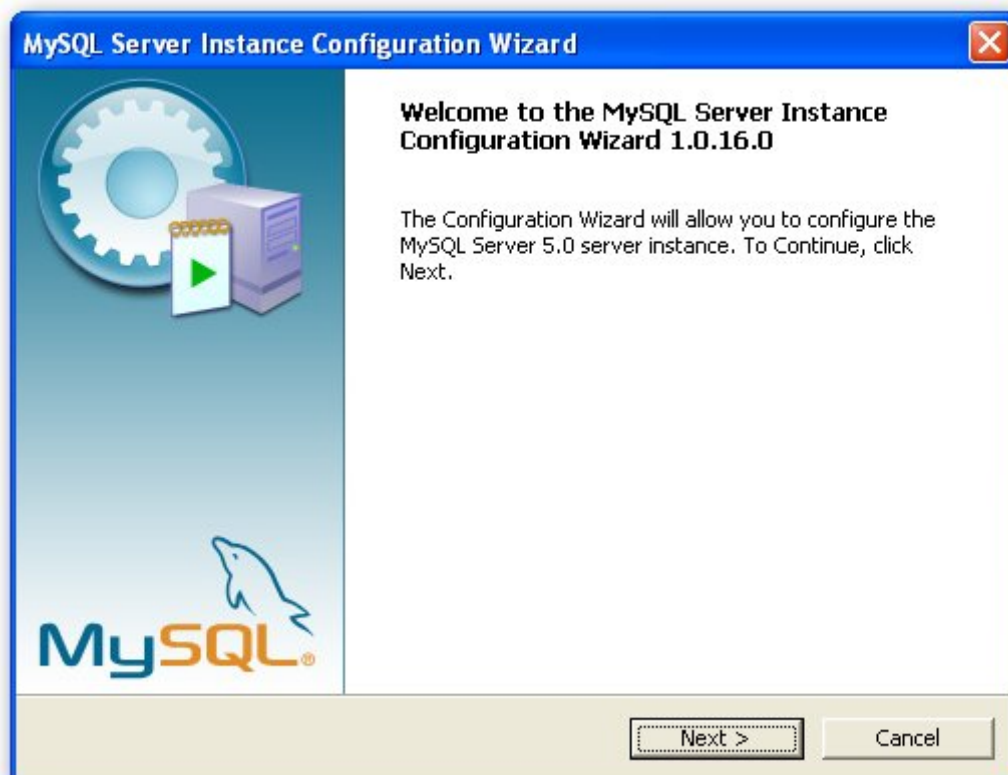 MySQL Server Instance Configuration Wizard
Welcome to the MySQL Server Instance
Configuration Wizard 1.0.16.0
The Configuration Wizard will allow you to configure the
MySQL Server 5.0 server instance. To Continue, click
Next.
MySQL®
Next >
Cancel